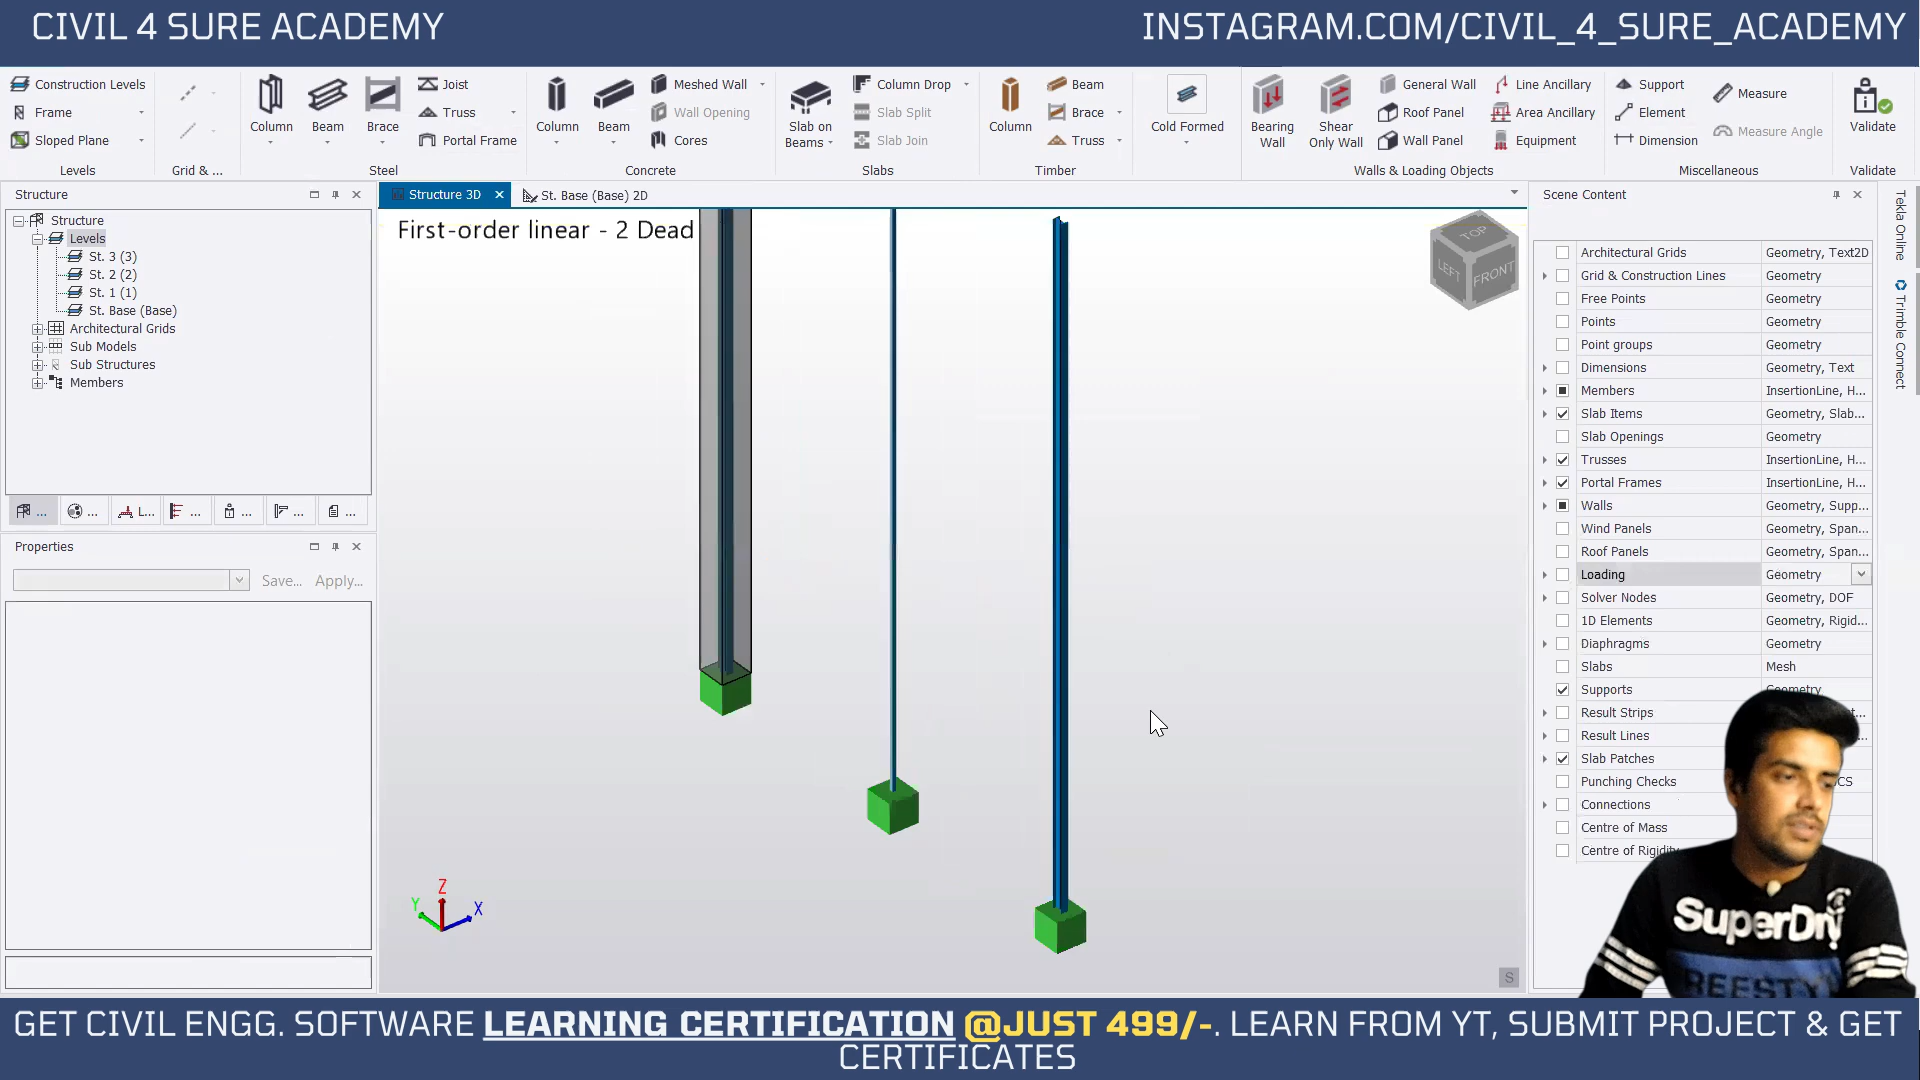 CIVIL 4 SURE ACADEMY
INSTAGRAM.COM/CIVIL_4_SURE_ACADEMY
Construction Levels
Frame
Sloped Plane
Levels
Grid & ...
Column
Beam
Brace
Joist
Truss
Portal Frame
Steel
Column
Beam
Meshed Wall
Wall Opening
Cores
Concrete
Slab on
Beams
Column Drop
Slab Split
Slab Join
Slabs
Column
Beam
Brace
Truss
Timber
Cold Formed
Bearing
Wall
Shear
Only Wall
General Wall
Roof Panel
Wall Panel
Line Ancillary
Area Ancillary
Equipment
Walls & Loading Objects
Support
Element
Dimension
Measure
Measure Angle
Miscellaneous
Validate
Validate
Structure
Structure
Levels
St. 3 (3)
St. 2 (2)
St. 1 (1)
St. Base (Base)
Architectural Grids
Sub Models
Sub Structures
Members
...
...
L...
...
...
...
...
Properties
Save...
Apply...
Structure 3D
St. Base (Base) 2D
First-order linear - 2 Dead
TOP
LEFT
FRONT
Z
Y
X
S
Scene Content
Architectural Grids Geometry, Text2D
Grid & Construction Lines Geometry
Free Points Geometry
Points Geometry
Point groups Geometry
Dimensions Geometry, Text
Members InsertionLine, H...
Slab Items Geometry, Slab...
Slab Openings Geometry
Trusses InsertionLine, H...
Portal Frames InsertionLine, H...
Walls Geometry, Supp...
Wind Panels Geometry, Span...
Roof Panels Geometry, Span...
Loading Geometry
Solver Nodes Geometry, DOF
1D Elements Geometry, Rigid...
Diaphragms Geometry
Slabs Mesh
Supports Geometry
Result Strips
Result Lines
Slab Patches
Punching Checks
Connections
Centre of Mass
Centre of Rigidity
Tekla Online
Trimble Connect
SuperDry
GET CIVIL ENGG. SOFTWARE LEARNING CERTIFICATION @JUST 499/-. LEARN FROM YT, SUBMIT PROJECT & GET
CERTIFICATES